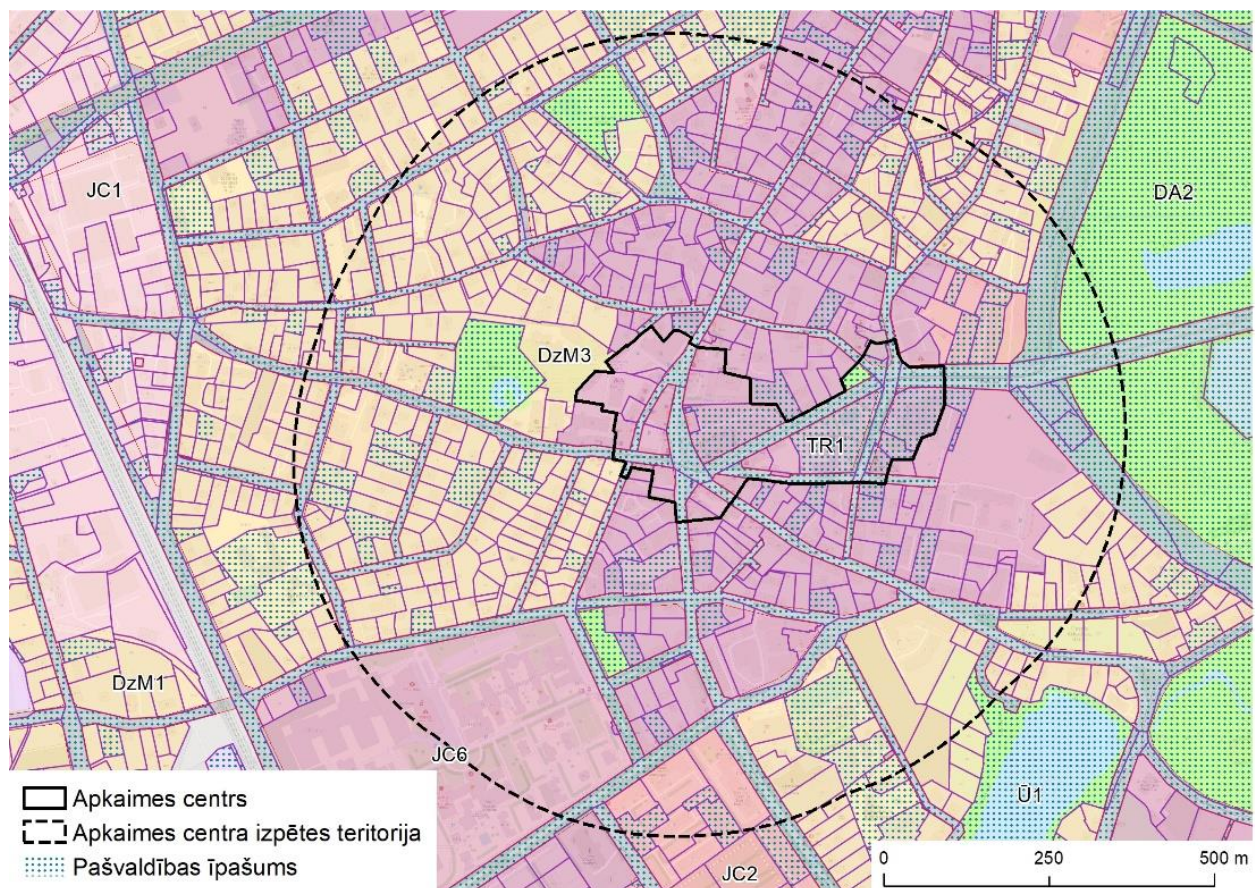 JC1
DA2
DzM3
TR1
DzM1
JC6
Ū1
JC2
Apkaimes centrs
Apkaimes centra izpētes teritorija
Pašvaldības īpašums
0 250 500 m